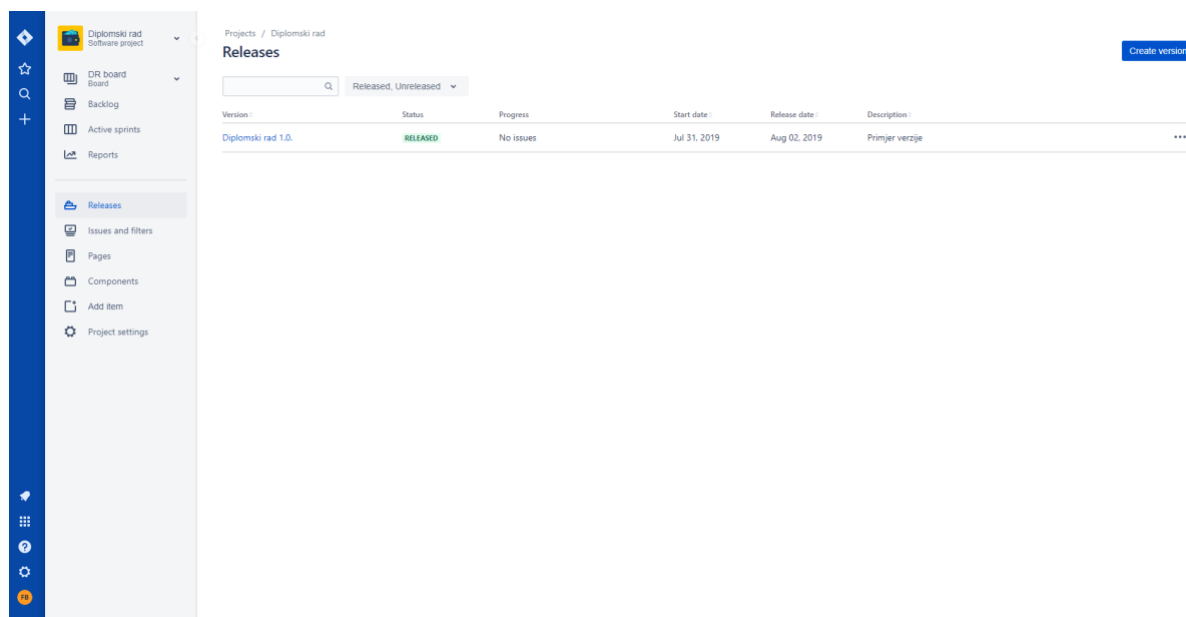 Diplomski rad
Software project
DR board
Board
Backlog
Active sprints
Reports
Releases
Issues and filters
Pages
Components
Add item
Project settings
FB
Projects / Diplomski rad
Releases
Create version
Released, Unreleased
Version Status Progress Start date Release date Description
Diplomski rad 1.0. RELEASED No issues Jul 31, 2019 Aug 02, 2019 Primjer verzije